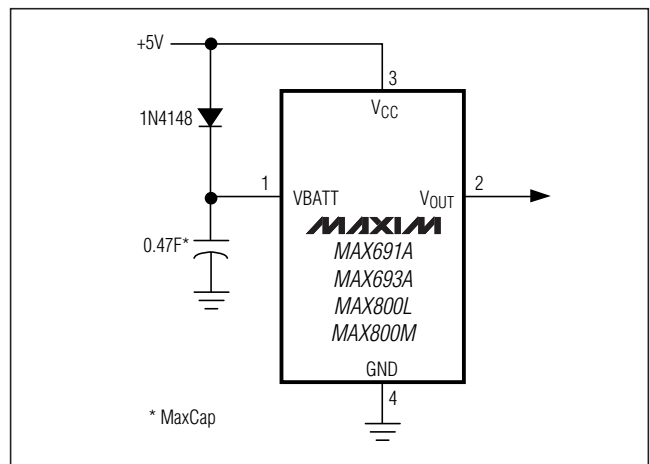 +5V
3
VCC
1N4148
1
VBATT
VOUT
2
0.47F*
MAXIM
MAX691A
MAX693A
MAX800L
MAX800M
GND
4
* MaxCap